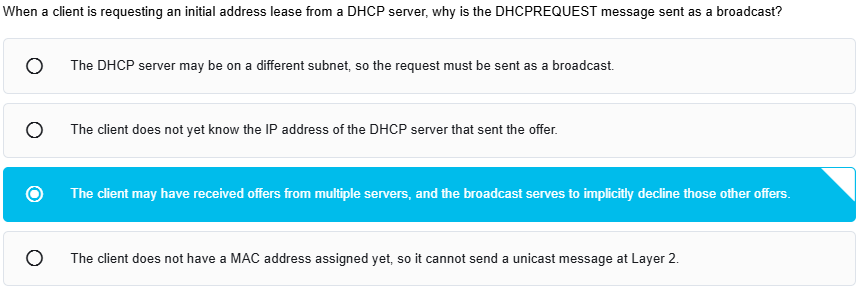 When a client is requesting an initial address lease from a DHCP server, why is the DHCPREQUEST message sent as a broadcast?
The DHCP server may be on a different subnet, so the request must be sent as a broadcast.
The client does not yet know the IP address of the DHCP server that sent the offer.
The client may have received offers from multiple servers, and the broadcast serves to implicitly decline those other offers.
The client does not have a MAC address assigned yet, so it cannot send a unicast message at Layer 2.